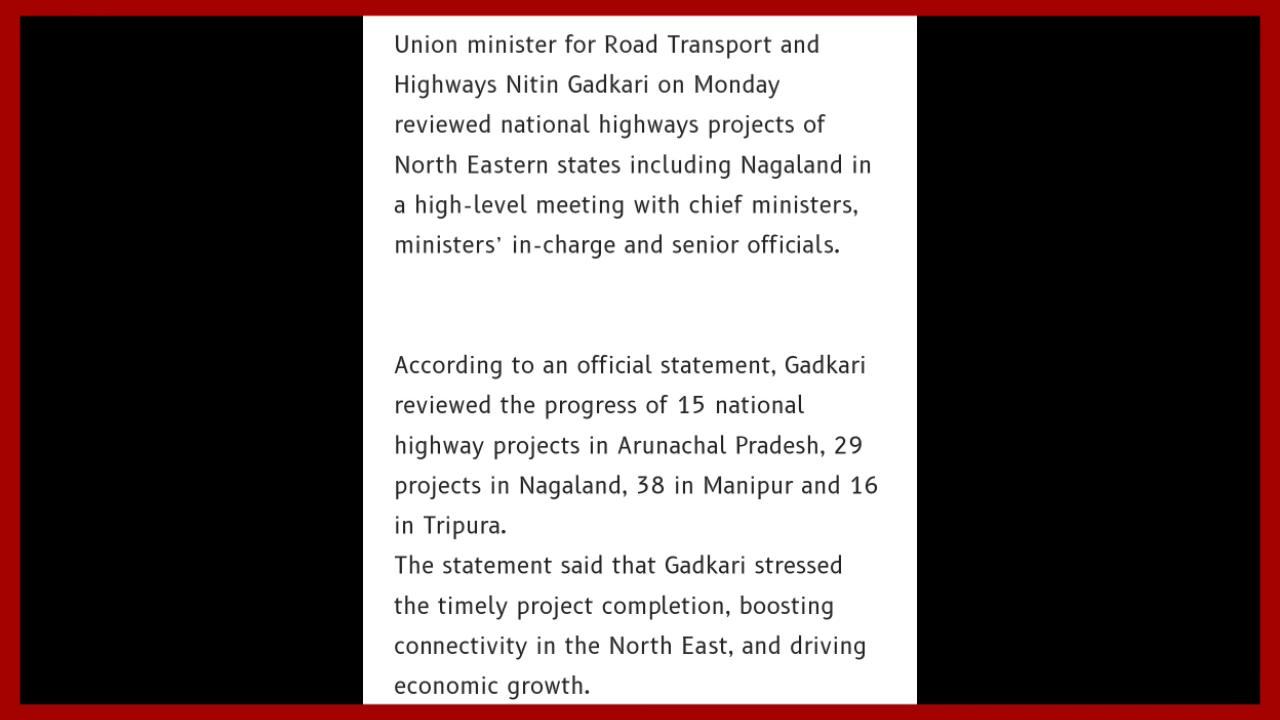 Union minister for Road Transport and
Highways Nitin Gadkari on Monday
reviewed national highways projects of
North Eastern states including Nagaland in
a high-level meeting with chief ministers,
ministers’ in-charge and senior officials.
According to an official statement, Gadkari
reviewed the progress of 15 national
highway projects in Arunachal Pradesh, 29
projects in Nagaland, 38 in Manipur and 16
in Tripura.
The statement said that Gadkari stressed
the timely project completion, boosting
connectivity in the North East, and driving
economic growth.